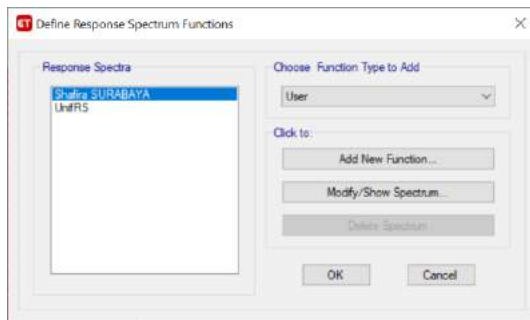 ET Define Response Spectrum Functions
Response Spectra
Shafira SURABAYA
UnifRS
Choose Function Type to Add
User
Click to:
Add New Function...
Modify/Show Spectrum...
Delete Spectrum
OK
Cancel